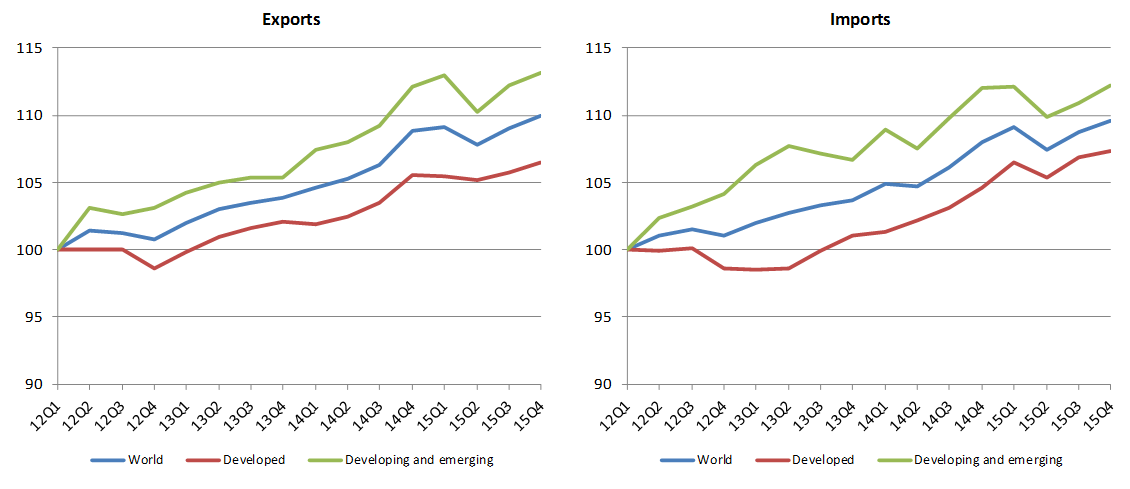 Exports
115
110
105
100
95
90
12Q1 12Q2 12Q3 12Q4 13Q1 13Q2 13Q3 13Q4 14Q1 14Q2 14Q3 14Q4 15Q1 15Q2 15Q3 15Q4
World Developed Developing and emerging
Imports
115
110
105
100
95
90
12Q1 12Q2 12Q3 12Q4 13Q1 13Q2 13Q3 13Q4 14Q1 14Q2 14Q3 14Q4 15Q1 15Q2 15Q3 15Q4
World Developed Developing and emerging